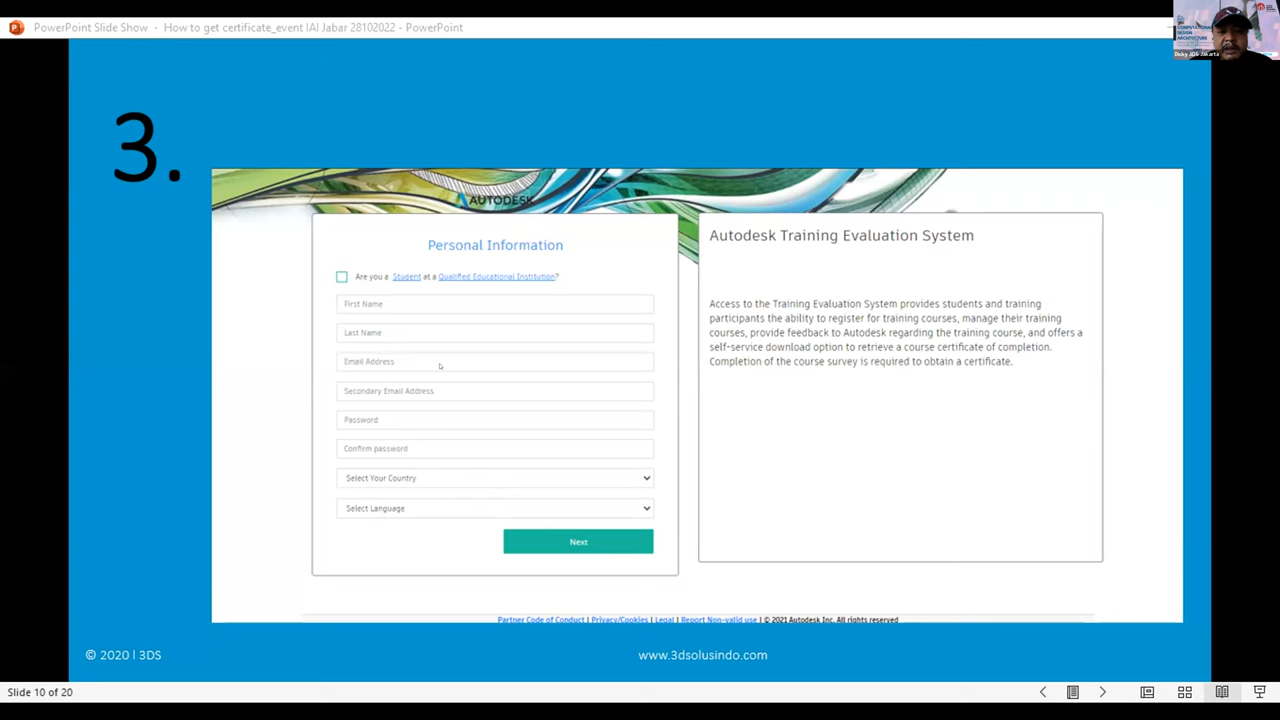 PowerPoint Slide Show - How to get certificate_event IAI Jabar 28102022 - PowerPoint
COMPUTATIONAL
DESIGN
ARCHITECTURE
Dicky 3DS Jakarta
3.
AUTODESK
Personal Information
Are you a Student at a Qualified Educational Institution?
First Name
Last Name
Email Address
Secondary Email Address
Password
Confirm password
Select Your Country
Select Language
Next
Autodesk Training Evaluation System
Access to the Training Evaluation System provides students and training
participants the ability to register for training courses, manage their training
courses, provide feedback to Autodesk regarding the training course, and offers a
self-service download option to retrieve a course certificate of completion.
Completion of the course survey is required to obtain a certificate.
Partner Code of Conduct | Privacy/Cookies | Legal | Report Non-valid use | © 2021 Autodesk Inc. All rights reserved
© 2020 l 3DS
www.3dsolusindo.com
Slide 10 of 20